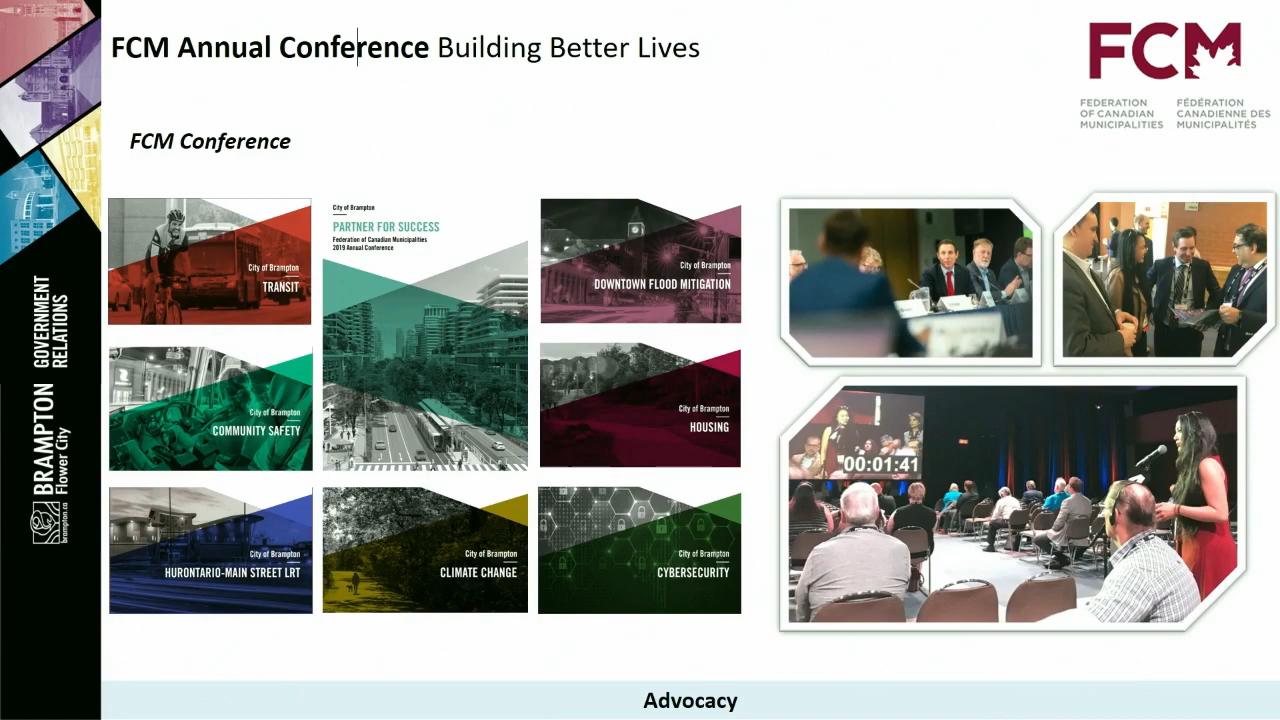 FCM Annual Conference Building Better Lives
FCM
FEDERATION
OF CANADIAN
MUNICIPALITIES
FÉDÉRATION
CANADIENNE DES
MUNICIPALITÉS
FCM Conference
City of Brampton
TRANSIT
City of Brampton
PARTNER FOR SUCCESS
Federation of Canadian Municipalities
2019 Annual Conference
City of Brampton
DOWNTOWN FLOOD MITIGATION
City of Brampton
COMMUNITY SAFETY
City of Brampton
HOUSING
City of Brampton
HURONTARIO-MAIN STREET LRT
City of Brampton
CLIMATE CHANGE
City of Brampton
CYBERSECURITY
00:01:41
GOVERNMENT
RELATIONS
BRAMPTON
Flower City
brampton.ca
Advocacy